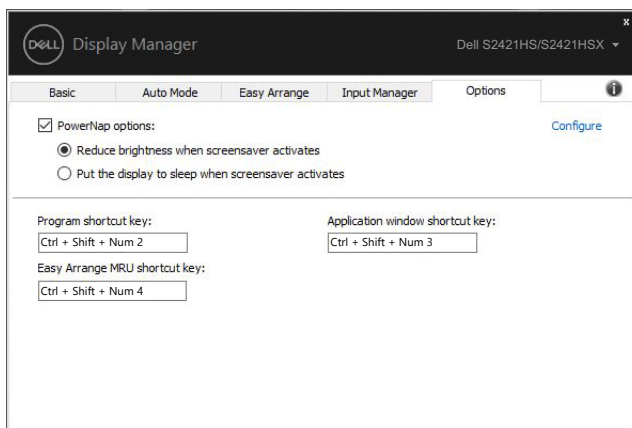 x
DELL Display Manager Dell S2421HS/S2421HSX
Basic Auto Mode Easy Arrange Input Manager Options i
PowerNap options: Configure
Reduce brightness when screensaver activates
Put the display to sleep when screensaver activates
Program shortcut key: Application window shortcut key:
Ctrl + Shift + Num 2 Ctrl + Shift + Num 3
Easy Arrange MRU shortcut key:
Ctrl + Shift + Num 4